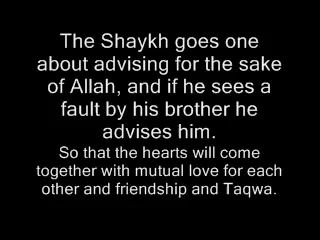 The Shaykh goes one
about advising for the sake
of Allah, and if he sees a
fault by his brother he
advises him.
So that the hearts will come
together with mutual love for each
other and friendship and Taqwa.